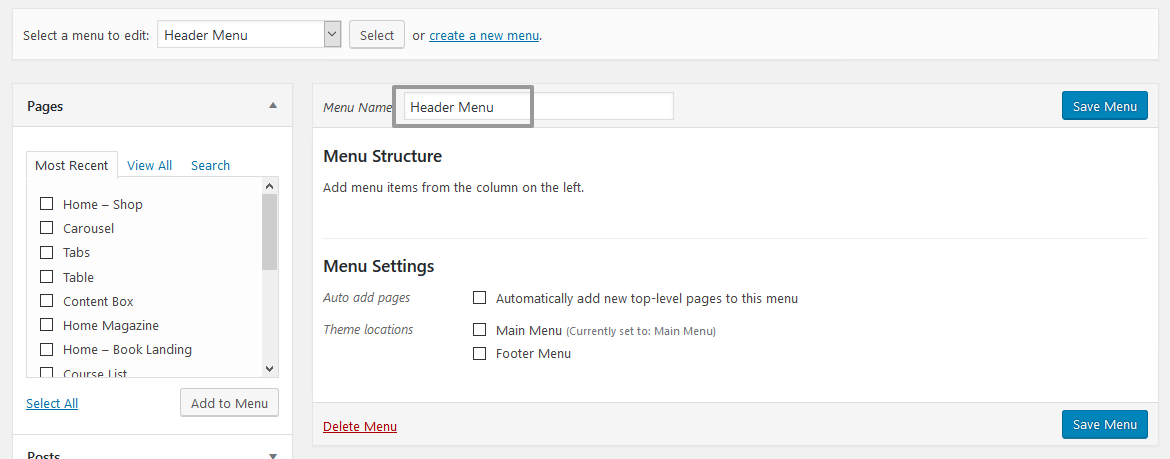 Select a menu to edit: Header Menu Select or create a new menu.
Pages
Most Recent View All Search
Home – Shop
Carousel
Tabs
Table
Content Box
Home Magazine
Home – Book Landing
Course List
Select All Add to Menu
Posts
Menu Name Header Menu Save Menu
Menu Structure
Add menu items from the column on the left.
Menu Settings
Auto add pages Automatically add new top-level pages to this menu
Theme locations Main Menu (Currently set to: Main Menu)
Footer Menu
Delete Menu Save Menu